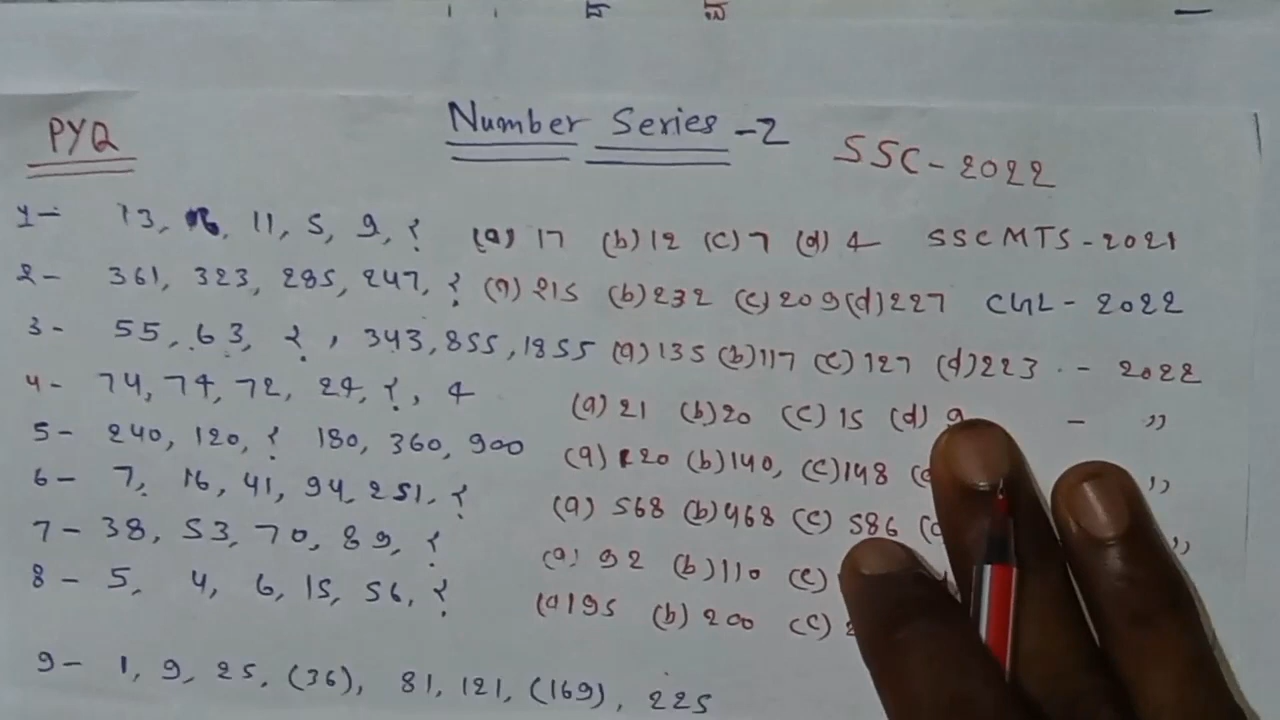 PYQ
Number Series -2
SSC - 2022
1- 13, 16, 11, 5, 9, ? (a) 17 (b) 12 (c) 7 (d) 4 SSC MTS - 2021
2- 361, 323, 285, 247, ? (a) 215 (b) 232 (c) 209 (d) 227 CGL - 2022
3- 55, 63, ?, 343, 855, 1855 (a) 135 (b) 117 (c) 127 (d) 223 - 2022
4- 74, 74, 72, 24, ?, 4 (a) 21 (b) 20 (c) 15 (d) 9 - ,,
5- 240, 120, ? 180, 360, 900 (a) 120 (b) 140, (c) 148 ,,
6- 7, 16, 41, 94, 251, ? (a) 568 (b) 468 (c) 586 ,,
7- 38, 53, 70, 89, ? (a) 92 (b) 110 (c)
8- 5, 4, 6, 15, 56, ? (a) 195 (b) 200 (c)
9- 1, 9, 25, (36), 81, 121, (169), 225